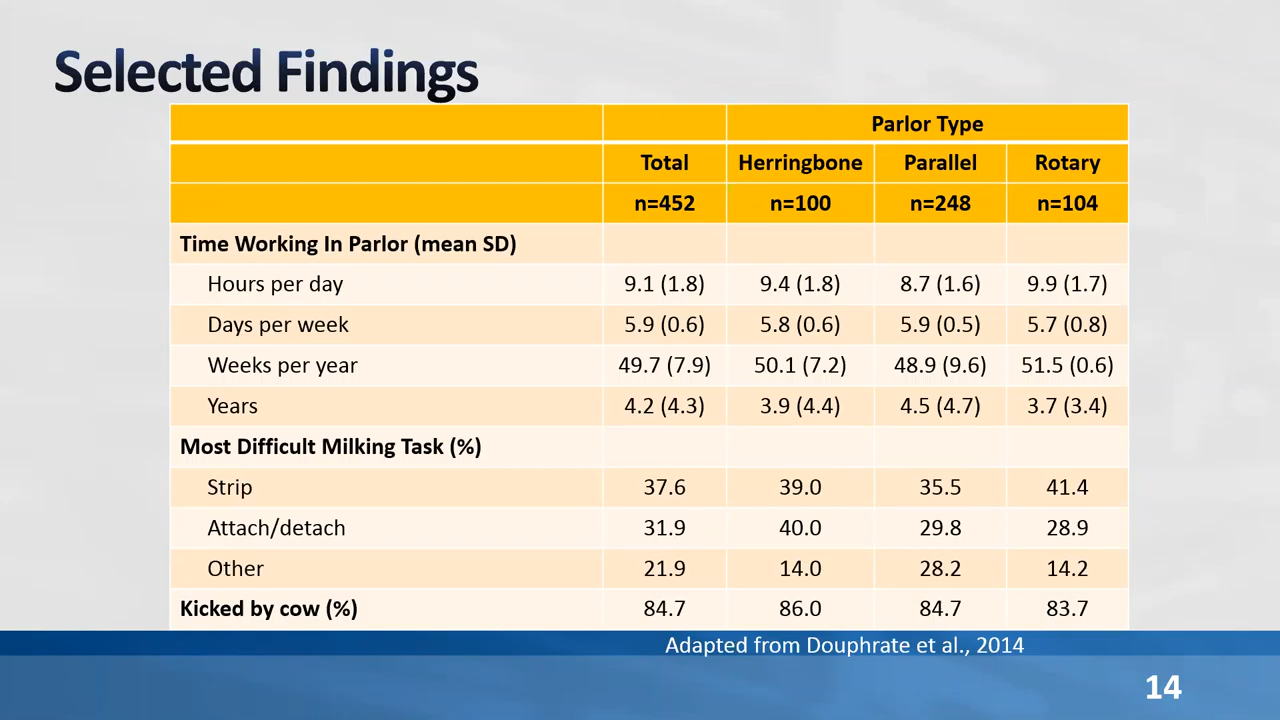 Selected Findings
Parlor Type
Total Herringbone Parallel Rotary
n=452 n=100 n=248 n=104
Time Working In Parlor (mean SD)
Hours per day 9.1 (1.8) 9.4 (1.8) 8.7 (1.6) 9.9 (1.7)
Days per week 5.9 (0.6) 5.8 (0.6) 5.9 (0.5) 5.7 (0.8)
Weeks per year 49.7 (7.9) 50.1 (7.2) 48.9 (9.6) 51.5 (0.6)
Years 4.2 (4.3) 3.9 (4.4) 4.5 (4.7) 3.7 (3.4)
Most Difficult Milking Task (%)
Strip 37.6 39.0 35.5 41.4
Attach/detach 31.9 40.0 29.8 28.9
Other 21.9 14.0 28.2 14.2
Kicked by cow (%) 84.7 86.0 84.7 83.7
Adapted from Douphrate et al., 2014
14